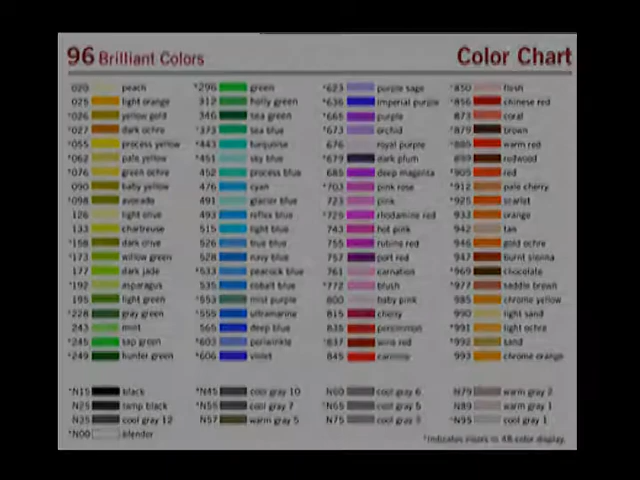 96 Brilliant Colors Color Chart
020 peach *296 green *623 purple sage *850 flesh
025 light orange 312 holly green *636 imperial purple *856 chinese red
*026 yellow gold 346 sea green *665 purple 873 coral
*027 dark ochre *373 sea blue *673 orchid *879 brown
*055 process yellow *443 turquoise 676 royal purple *885 warm red
*062 pale yellow *451 sky blue *679 dark plum 899 redwood
*076 green ochre 452 process blue 685 deep magenta *905 red
090 baby yellow 476 cyan *703 pink rose *912 pale cherry
*098 avocado 491 glacier blue 723 pink *925 scarlet
126 light olive 493 reflex blue *725 rhodamine red 933 orange
133 chartreuse 515 light blue 743 hot pink 942 tan
*158 dark olive 526 true blue 755 rubine red 946 gold ochre
*173 willow green 528 navy blue 757 port red 947 burnt sienna
177 dark jade *533 peacock blue 761 carnation *969 chocolate
*192 asparagus 535 cobalt blue *772 blush *977 saddle brown
195 light green *553 mist purple 800 baby pink 985 chrome yellow
*228 gray green *555 ultramarine 815 cherry 990 light sand
243 mint 565 deep blue 835 persimmon *991 light ochre
*245 sap green *603 periwinkle *837 wine red *992 sand
*249 hunter green *606 violet 845 carmine 993 chrome orange
*N15 black *N45 cool gray 10 N60 cool gray 6 N79 warm gray 2
N25 lamp black *N55 cool gray 7 *N65 cool gray 5 N89 warm gray 1
N35 cool gray 12 N57 warm gray 5 N75 cool gray 3 *N95 cool gray 1
*N00 blender *Indicates colors in 48 color display.